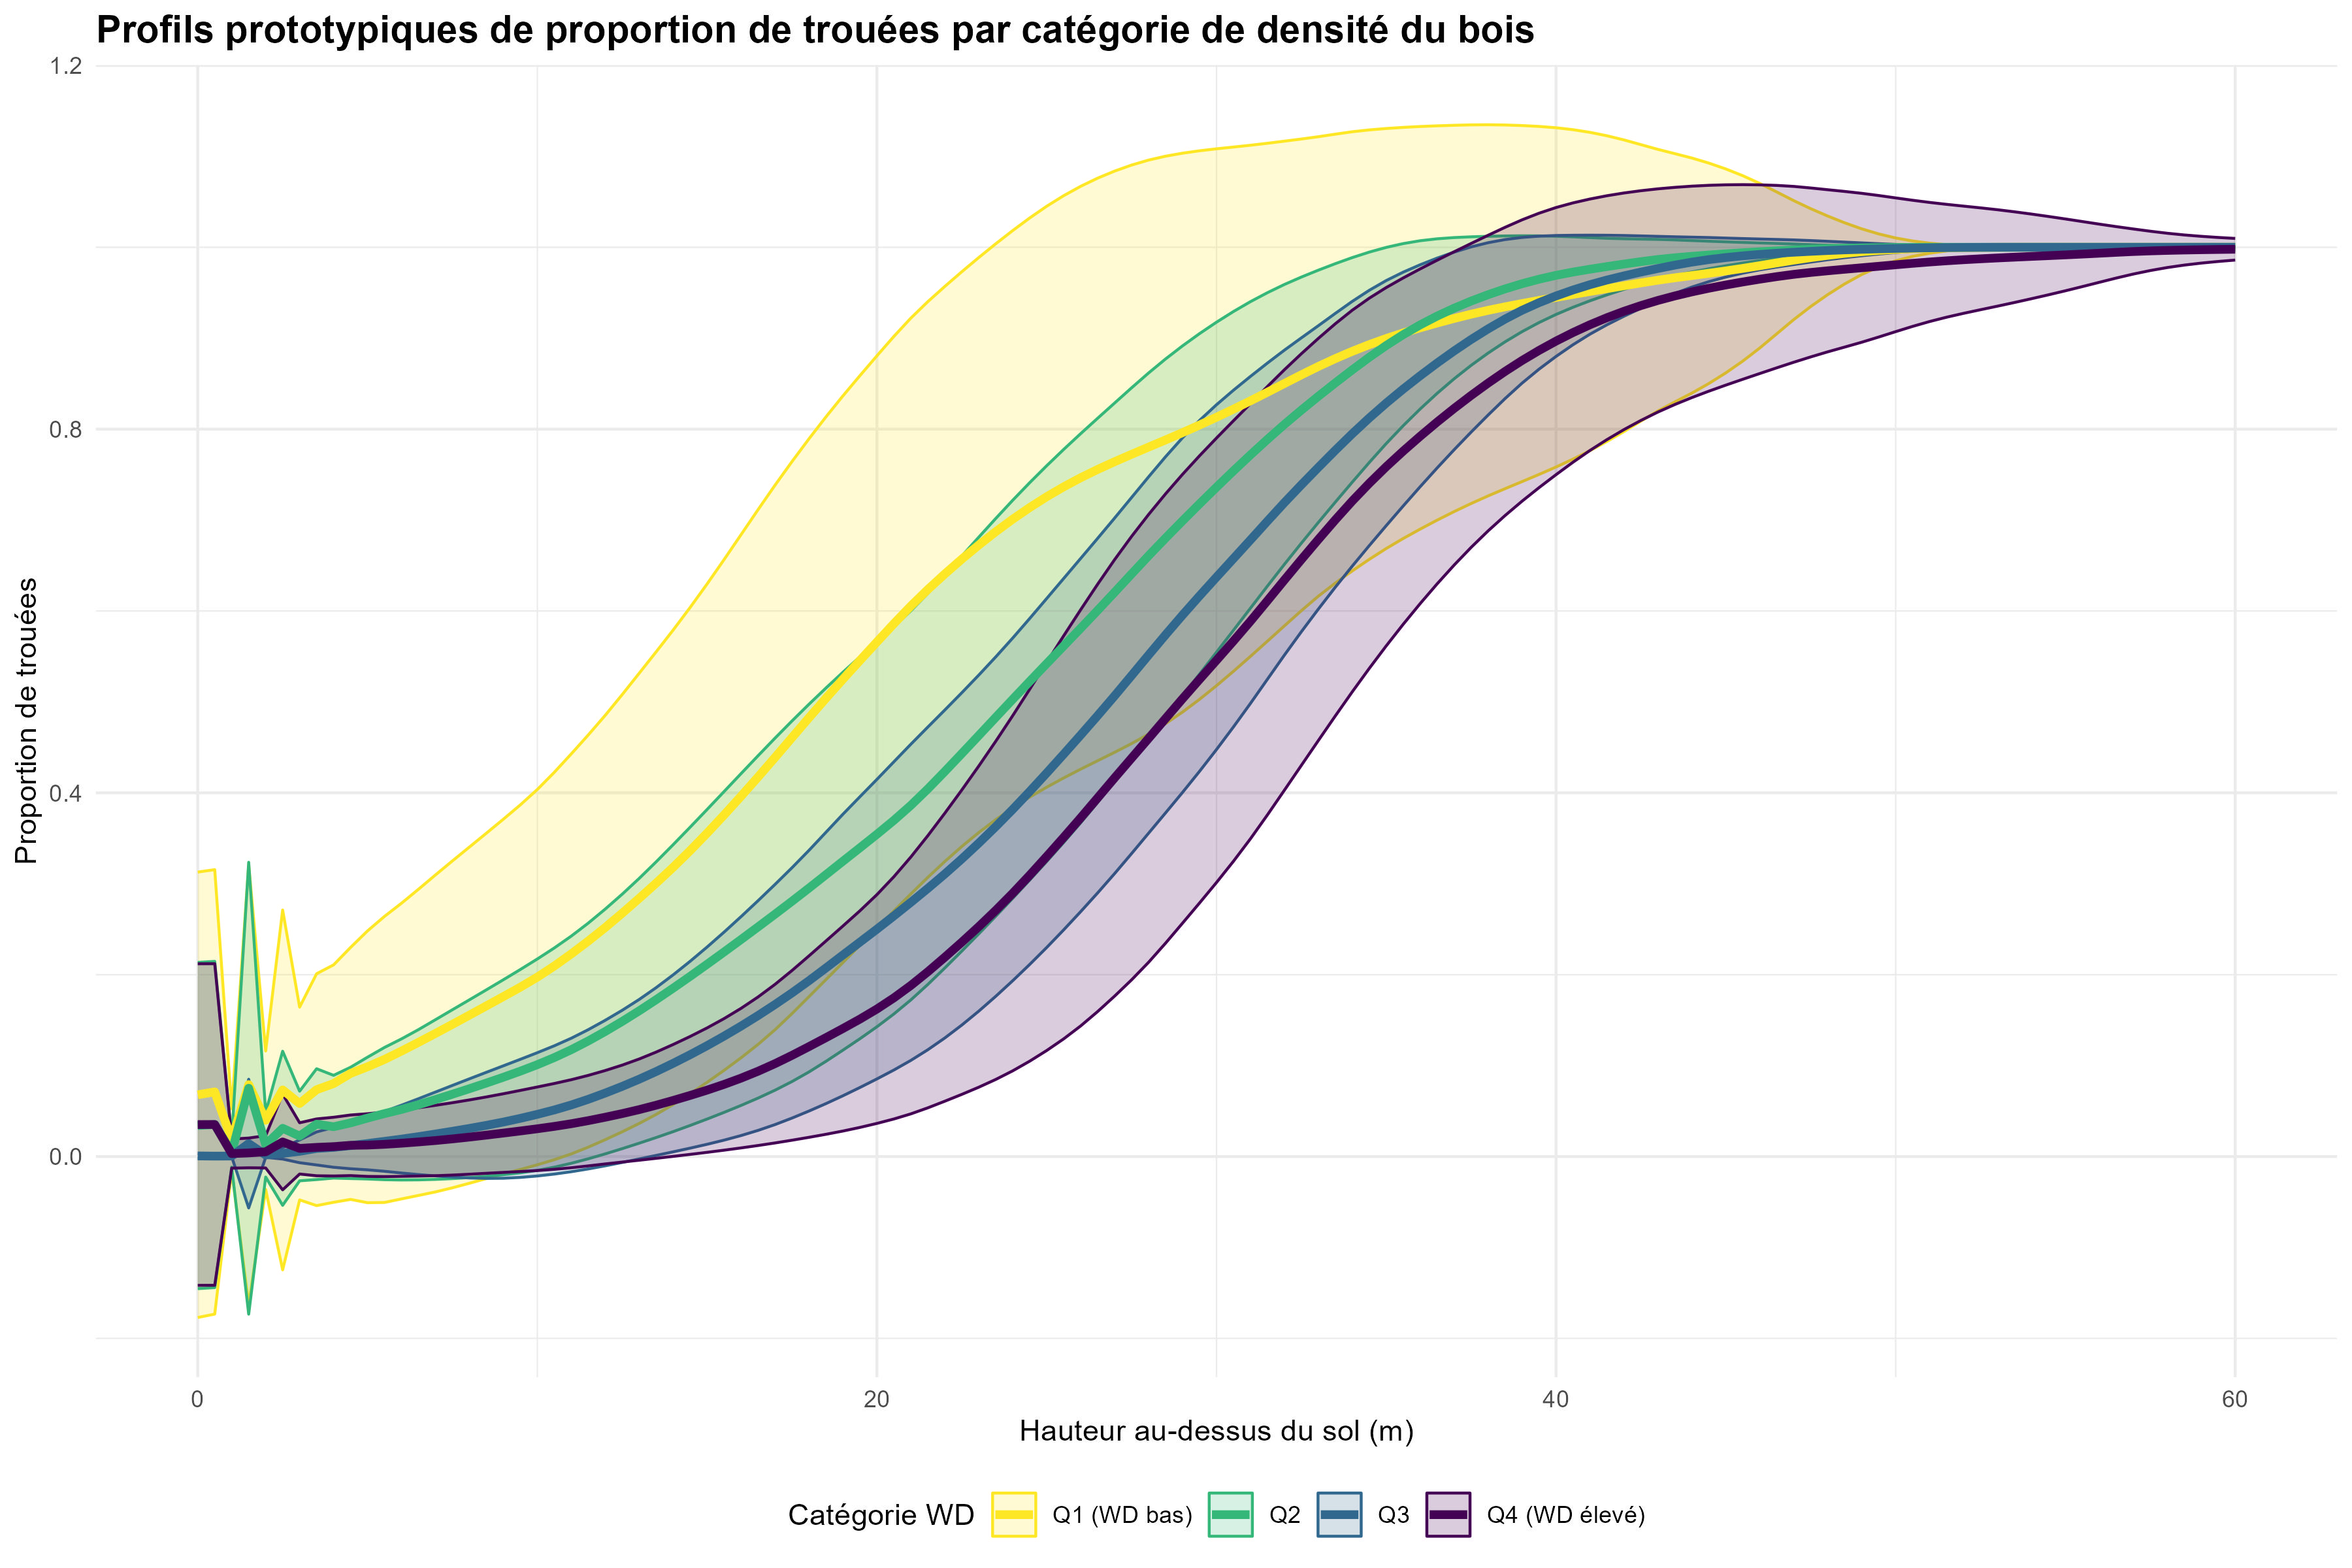 Profils prototypiques de proportion de trouées par catégorie de densité du bois
1.2
0.8
0.4
0.0
Proportion de trouées
0 20 40 60
Hauteur au-dessus du sol (m)
Catégorie WD Q1 (WD bas) Q2 Q3 Q4 (WD élevé)